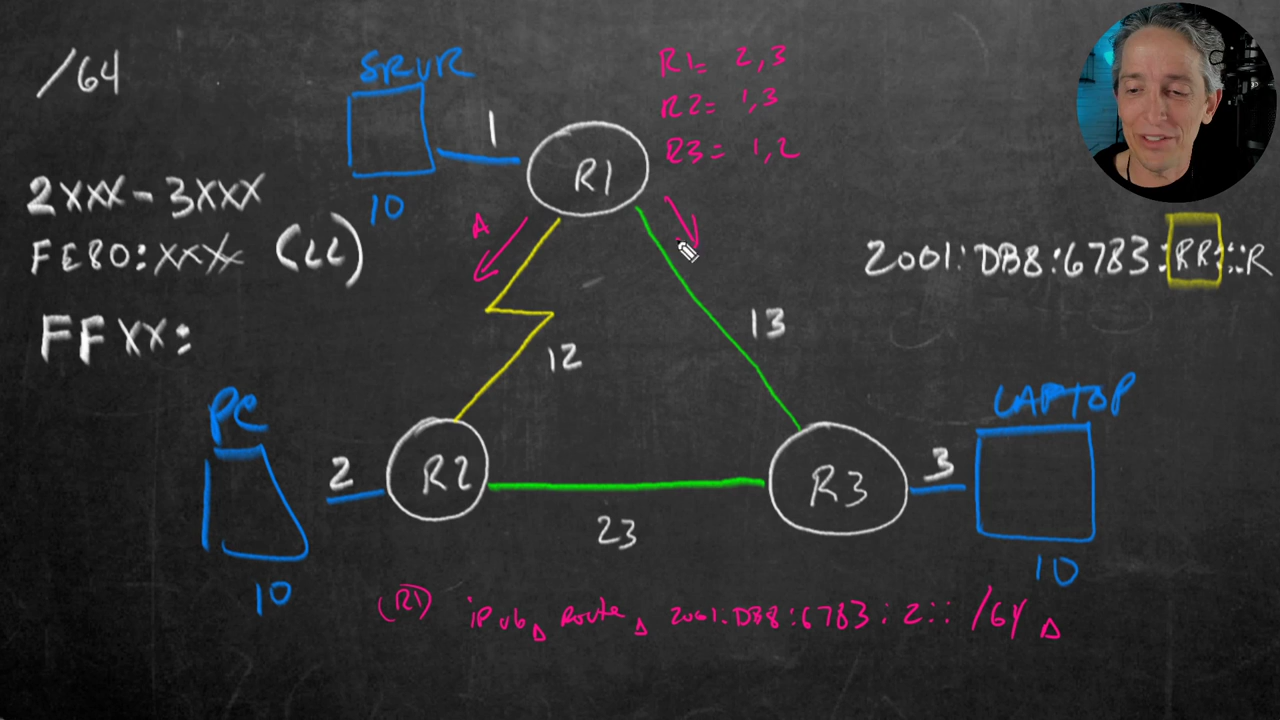 /64
SRVR
1
10
R1
R1= 2,3
R2= 1,3
R3= 1,2
2XXX-3XXX
FE80:XXX (LL)
FFXX:
A
2001:DB8:6783:RR:::R
13
12
PC
2
10
R2
23
R3
3
LAPTOP
10
(R1) iPv6 Route 2001:DB8:6783:2:: /64